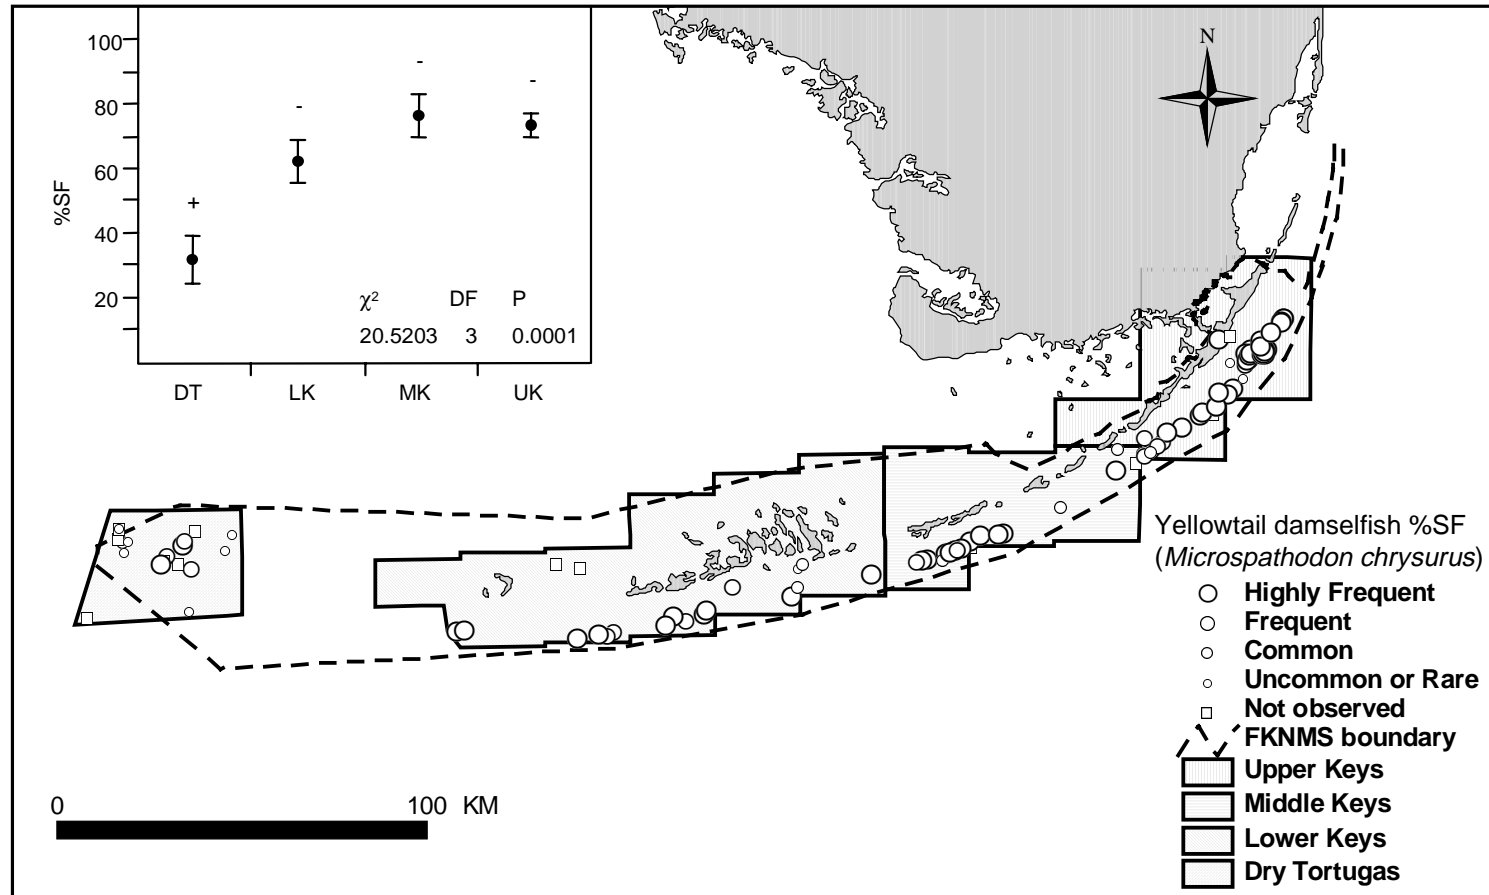 N
100
80
60
40
20
%SF
+
-
-
-
χ² DF P
20.5203 3 0.0001
DT LK MK UK
Yellowtail damselfish %SF
(Microspathodon chrysurus)
Highly Frequent
Frequent
Common
Uncommon or Rare
Not observed
FKNMS boundary
Upper Keys
Middle Keys
Lower Keys
Dry Tortugas
0 100 KM